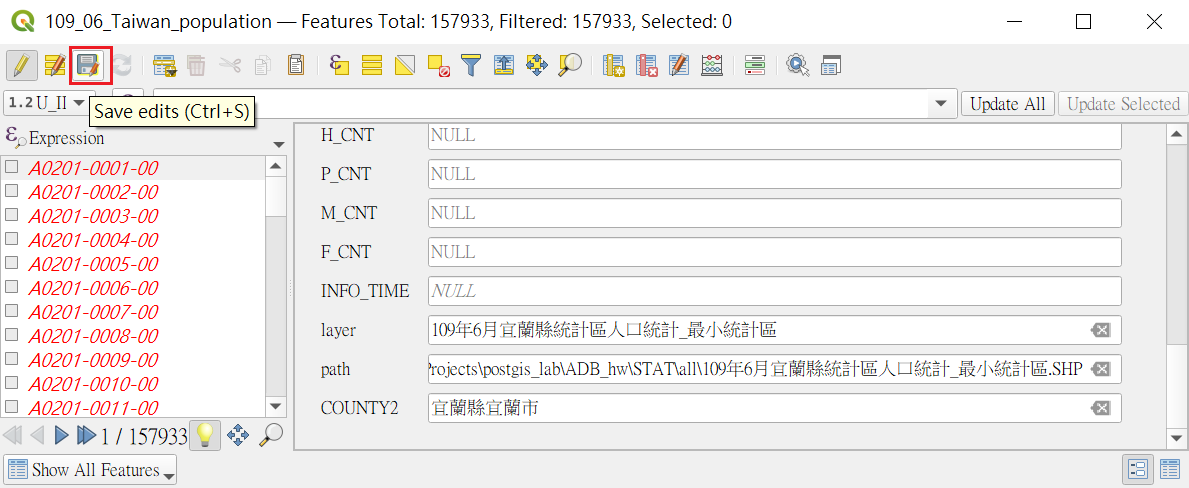 109_06_Taiwan_population — Features Total: 157933, Filtered: 157933, Selected: 0
1.2 U_II
Update All
Update Selected
Save edits (Ctrl+S)
Expression
A0201-0001-00
A0201-0002-00
A0201-0003-00
A0201-0004-00
A0201-0005-00
A0201-0006-00
A0201-0007-00
A0201-0008-00
A0201-0009-00
A0201-0010-00
A0201-0011-00
H_CNT NULL
P_CNT NULL
M_CNT NULL
F_CNT NULL
INFO_TIME NULL
layer 109年6月宜蘭縣統計區人口統計_最小統計區
path Projects\postgis_lab\ADB_hw\STAT\all\109年6月宜蘭縣統計區人口統計_最小統計區.SHP
COUNTY2 宜蘭縣宜蘭市
1 / 157933
Show All Features